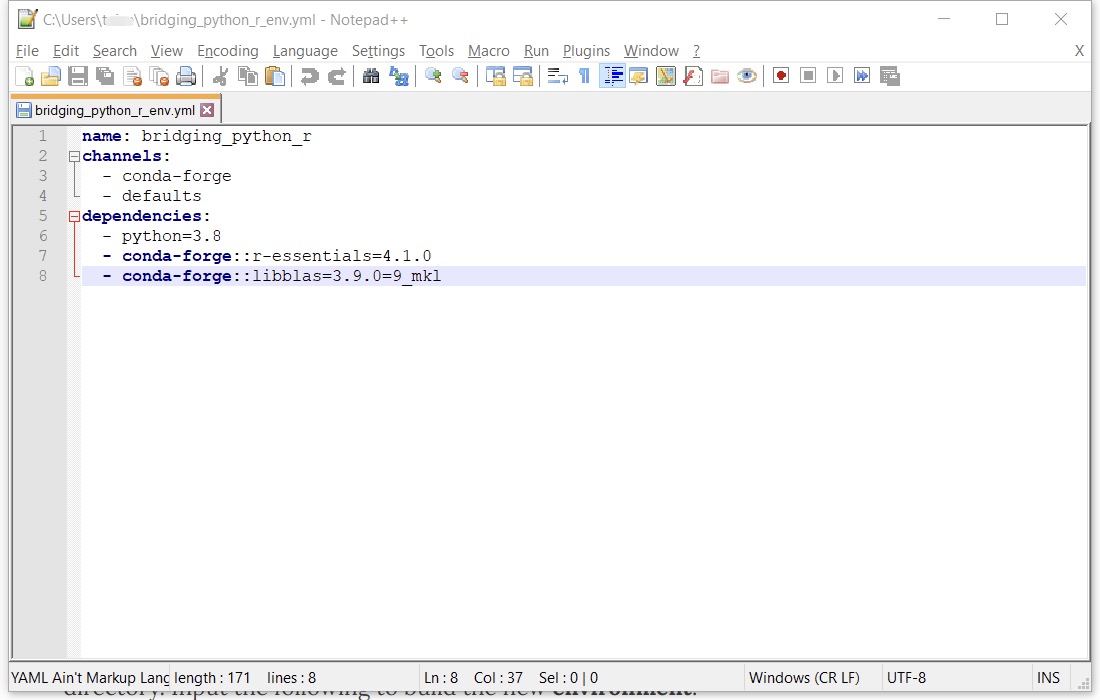 C:\Users\ \bridging_python_r_env.yml - Notepad++
File Edit Search View Encoding Language Settings Tools Macro Run Plugins Window ? X
bridging_python_r_env.yml
1 name: bridging_python_r
2 channels:
3 - conda-forge
4 - defaults
5 dependencies:
6 - python=3.8
7 - conda-forge::r-essentials=4.1.0
8 - conda-forge::libblas=3.9.0=9_mkl
YAML Ain't Markup Lang length : 171 lines : 8 Ln : 8 Col : 37 Sel : 0 | 0 Windows (CR LF) UTF-8 INS
directory. Input the following to build the new environment.